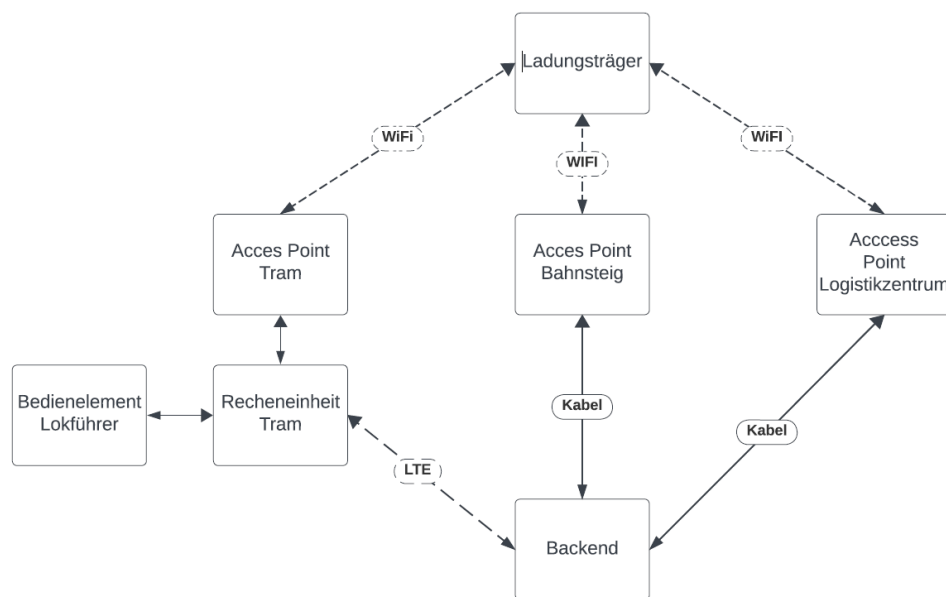 Ladungsträger
WiFi
WIFI
WiFI
Acces Point
Tram
Acces Point
Bahnsteig
Acccess
Point
Logistikzentrum
Bedienelement
Lokführer
Recheneinheit
Tram
Kabel
Kabel
LTE
Backend